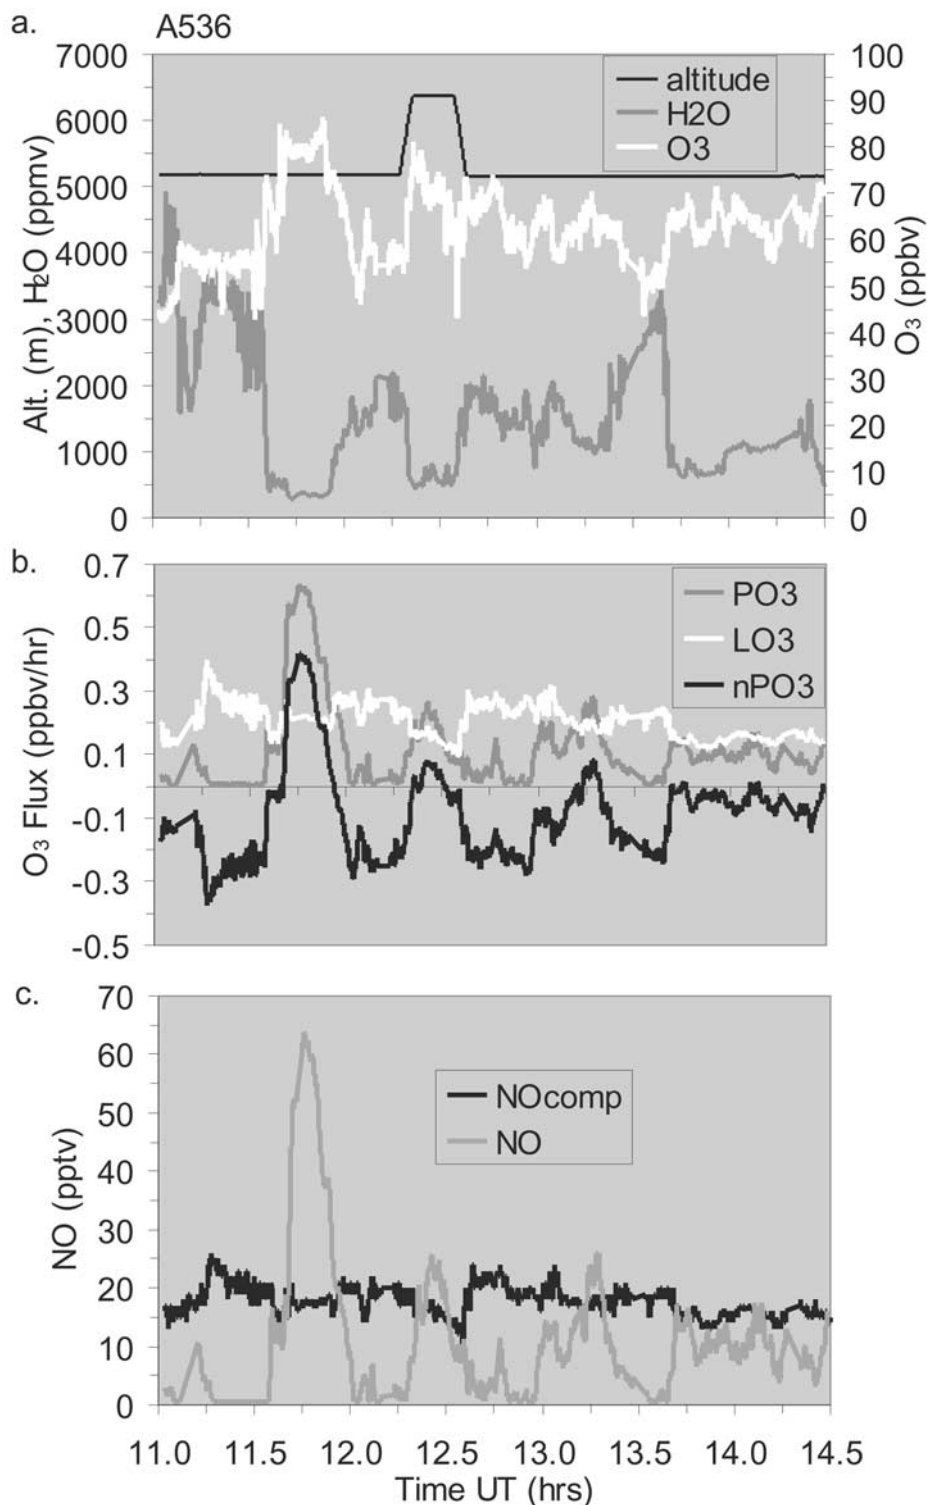 a.
A536
7000
6000
5000
4000
3000
2000
1000
0
Alt. (m), H₂O (ppmv)
altitude
H2O
O3
100
90
80
70
60
50
40
30
20
10
0
O₃ (ppbv)
b.
0.7
0.5
0.3
0.1
-0.1
-0.3
-0.5
O₃ Flux (ppbv/hr)
PO3
LO3
nPO3
c.
70
60
50
40
30
20
10
0
NO (pptv)
NOcomp
NO
11.0 11.5 12.0 12.5 13.0 13.5 14.0 14.5
Time UT (hrs)